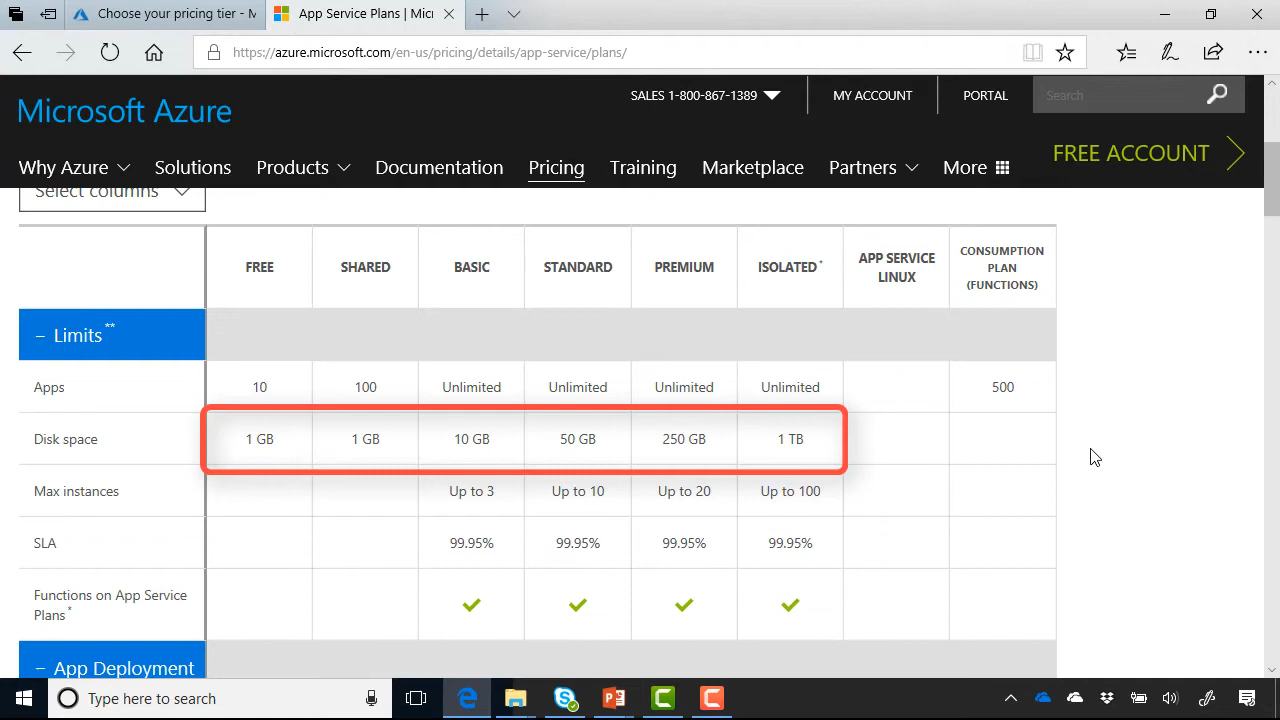 Choose your pricing tier - M
App Service Plans | Micr
https://azure.microsoft.com/en-us/pricing/details/app-service/plans/
Microsoft Azure
SALES 1-800-867-1389
MY ACCOUNT
PORTAL
Search
Why Azure
Solutions
Products
Documentation
Pricing
Training
Marketplace
Partners
More
FREE ACCOUNT
Select columns
FREE
SHARED
BASIC
STANDARD
PREMIUM
ISOLATED*
APP SERVICE
LINUX
CONSUMPTION
PLAN
(FUNCTIONS)
– Limits**
Apps 10 100 Unlimited Unlimited Unlimited Unlimited 500
Disk space 1 GB 1 GB 10 GB 50 GB 250 GB 1 TB
Max instances Up to 3 Up to 10 Up to 20 Up to 100
SLA 99.95% 99.95% 99.95% 99.95%
Functions on App Service
Plans*
– App Deployment
Type here to search